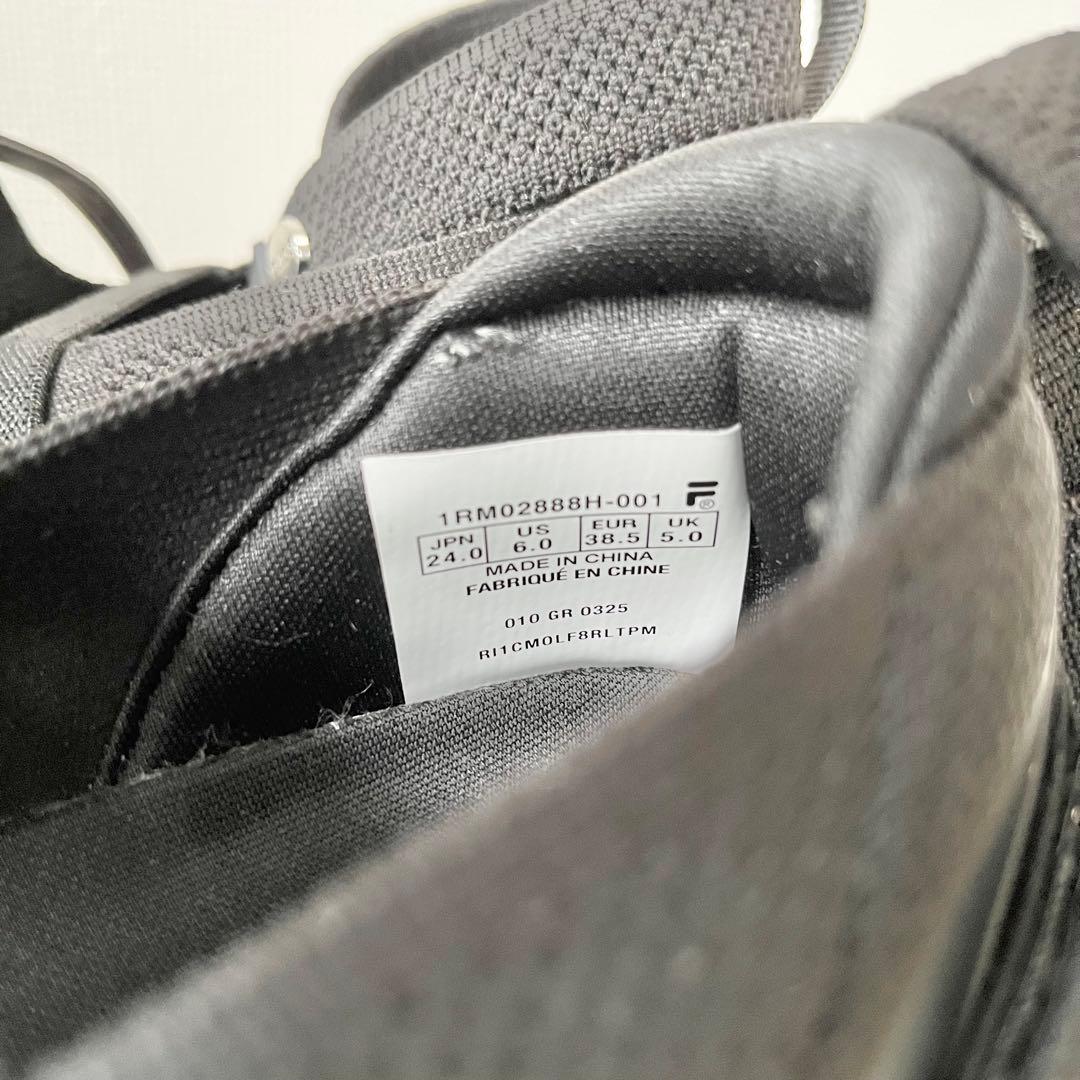 1RM02888H-001 F®
JPN US EUR UK
24.0 6.0 38.5 5.0
MADE IN CHINA
FABRIQUÉ EN CHINE
010 GR 0325
RI1CM0LF8RLTPM